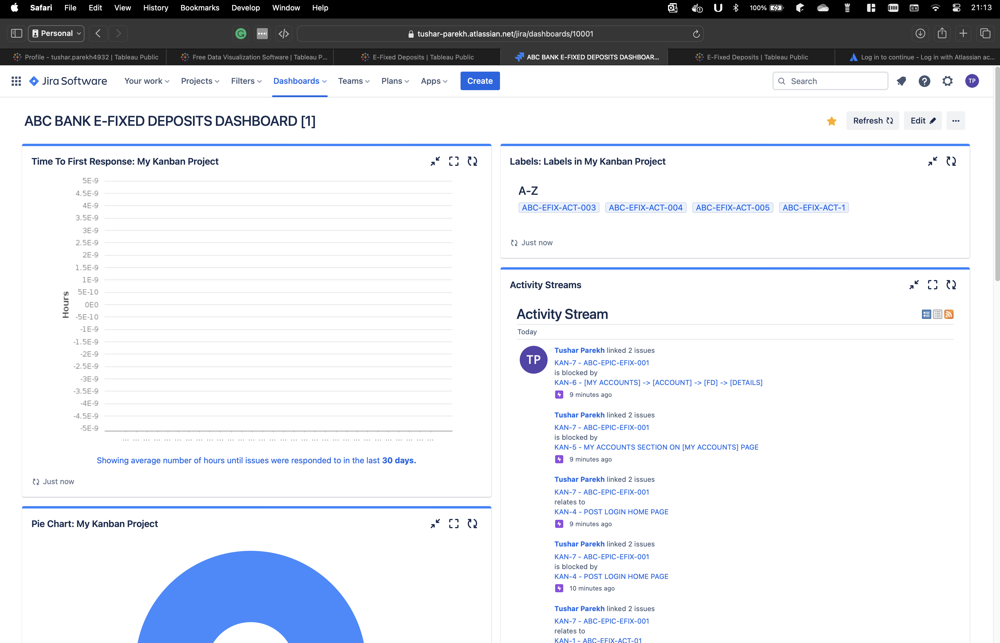 Safari File Edit View History Bookmarks Develop Window Help 100% 21:13
Personal tushar-parekh.atlassian.net/jira/dashboards/10001
Profile - tushar.parekh4932 | Tableau Public
Free Data Visualization Software | Tableau P...
E-Fixed Deposits | Tableau Public
ABC BANK E-FIXED DEPOSITS DASHBOAR...
E-Fixed Deposits | Tableau Public
Log in to continue - Log in with Atlassian ac...
Jira Software Your work Projects Filters Dashboards Teams Plans Apps Create Search TP
ABC BANK E-FIXED DEPOSITS DASHBOARD [1]
Refresh Edit
Time To First Response: My Kanban Project
5E-9
4.5E-9
4E-9
3.5E-9
3E-9
2.5E-9
2E-9
1.5E-9
1E-9
5E-10
0E0
-5E-10
-1E-9
-1.5E-9
-2E-9
-2.5E-9
-3E-9
-3.5E-9
-4E-9
-4.5E-9
-5E-9
Hours
Showing average number of hours until issues were responded to in the last 30 days.
Just now
Pie Chart: My Kanban Project
Labels: Labels in My Kanban Project
A-Z
ABC-EFIX-ACT-003 ABC-EFIX-ACT-004 ABC-EFIX-ACT-005 ABC-EFIX-ACT-1
Just now
Activity Streams
Activity Stream
Today
TP
Tushar Parekh linked 2 issues
KAN-7 - ABC-EPIC-EFIX-001
is blocked by
KAN-6 - [MY ACCOUNTS] -> [ACCOUNT] -> [FD] -> [DETAILS]
9 minutes ago
Tushar Parekh linked 2 issues
KAN-7 - ABC-EPIC-EFIX-001
is blocked by
KAN-5 - MY ACCOUNTS SECTION ON [MY ACCOUNTS] PAGE
9 minutes ago
Tushar Parekh linked 2 issues
KAN-7 - ABC-EPIC-EFIX-001
relates to
KAN-4 - POST LOGIN HOME PAGE
9 minutes ago
Tushar Parekh linked 2 issues
KAN-7 - ABC-EPIC-EFIX-001
is blocked by
KAN-4 - POST LOGIN HOME PAGE
10 minutes ago
Tushar Parekh linked 2 issues
KAN-7 - ABC-EPIC-EFIX-001
relates to
KAN-1 - ABC-EFIX-ACT-01